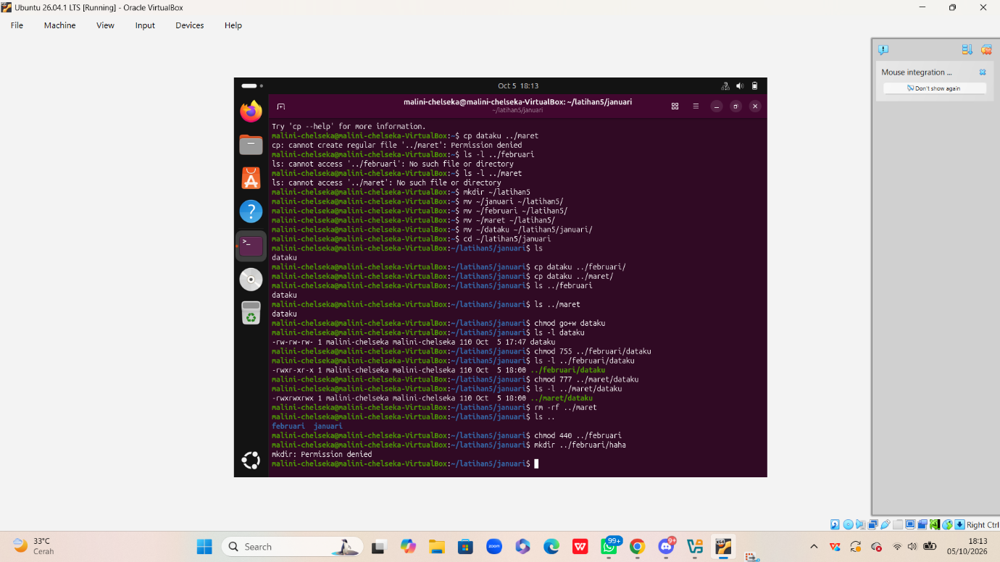 Ubuntu 26.04.1 LTS [Running] - Oracle VirtualBox
File Machine View Input Devices Help
Mouse integration ...
Don't show again
Oct 5 18:13
malini-chelseka@malini-chelseka-VirtualBox: ~/latihan5/januari
~/latihan5/januari
Try 'cp --help' for more information.
malini-chelseka@malini-chelseka-VirtualBox:~$ cp dataku ../maret
cp: cannot create regular file '../maret': Permission denied
malini-chelseka@malini-chelseka-VirtualBox:~$ ls -l ../februari
ls: cannot access '../februari': No such file or directory
malini-chelseka@malini-chelseka-VirtualBox:~$ ls -l ../maret
ls: cannot access '../maret': No such file or directory
malini-chelseka@malini-chelseka-VirtualBox:~$ mkdir ~/latihan5
malini-chelseka@malini-chelseka-VirtualBox:~$ mv ~/januari ~/latihan5/
malini-chelseka@malini-chelseka-VirtualBox:~$ mv ~/februari ~/latihan5/
malini-chelseka@malini-chelseka-VirtualBox:~$ mv ~/maret ~/latihan5/
malini-chelseka@malini-chelseka-VirtualBox:~$ mv ~/dataku ~/latihan5/januari/
malini-chelseka@malini-chelseka-VirtualBox:~$ cd ~/latihan5/januari
malini-chelseka@malini-chelseka-VirtualBox:~/latihan5/januari$ ls
dataku
malini-chelseka@malini-chelseka-VirtualBox:~/latihan5/januari$ cp dataku ../februari/
malini-chelseka@malini-chelseka-VirtualBox:~/latihan5/januari$ cp dataku ../maret/
malini-chelseka@malini-chelseka-VirtualBox:~/latihan5/januari$ ls ../februari
dataku
malini-chelseka@malini-chelseka-VirtualBox:~/latihan5/januari$ ls ../maret
dataku
malini-chelseka@malini-chelseka-VirtualBox:~/latihan5/januari$ chmod go+w dataku
malini-chelseka@malini-chelseka-VirtualBox:~/latihan5/januari$ ls -l dataku
-rw-rw-rw- 1 malini-chelseka malini-chelseka 110 Oct  5 17:47 dataku
malini-chelseka@malini-chelseka-VirtualBox:~/latihan5/januari$ chmod 755 ../februari/dataku
malini-chelseka@malini-chelseka-VirtualBox:~/latihan5/januari$ ls -l ../februari/dataku
-rwxr-xr-x 1 malini-chelseka malini-chelseka 110 Oct  5 18:00 ../februari/dataku
malini-chelseka@malini-chelseka-VirtualBox:~/latihan5/januari$ chmod 777 ../maret/dataku
malini-chelseka@malini-chelseka-VirtualBox:~/latihan5/januari$ ls -l ../maret/dataku
-rwxrwxrwx 1 malini-chelseka malini-chelseka 110 Oct  5 18:00 ../maret/dataku
malini-chelseka@malini-chelseka-VirtualBox:~/latihan5/januari$ rm -rf ../maret
malini-chelseka@malini-chelseka-VirtualBox:~/latihan5/januari$ ls ..
februari  januari
malini-chelseka@malini-chelseka-VirtualBox:~/latihan5/januari$ chmod 440 ../februari
malini-chelseka@malini-chelseka-VirtualBox:~/latihan5/januari$ mkdir ../februari/haha
mkdir: Permission denied
malini-chelseka@malini-chelseka-VirtualBox:~/latihan5/januari$
Right Ctrl
33°C
Cerah
Search
zoom
99+
9+
18:13
05/10/2026